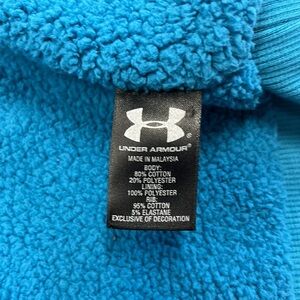 UNDER ARMOUR®
MADE IN MALAYSIA
BODY:
80% COTTON
20% POLYESTER
LINING:
100% POLYESTER
RIB:
95% COTTON
5% ELASTANE
EXCLUSIVE OF DECORATION